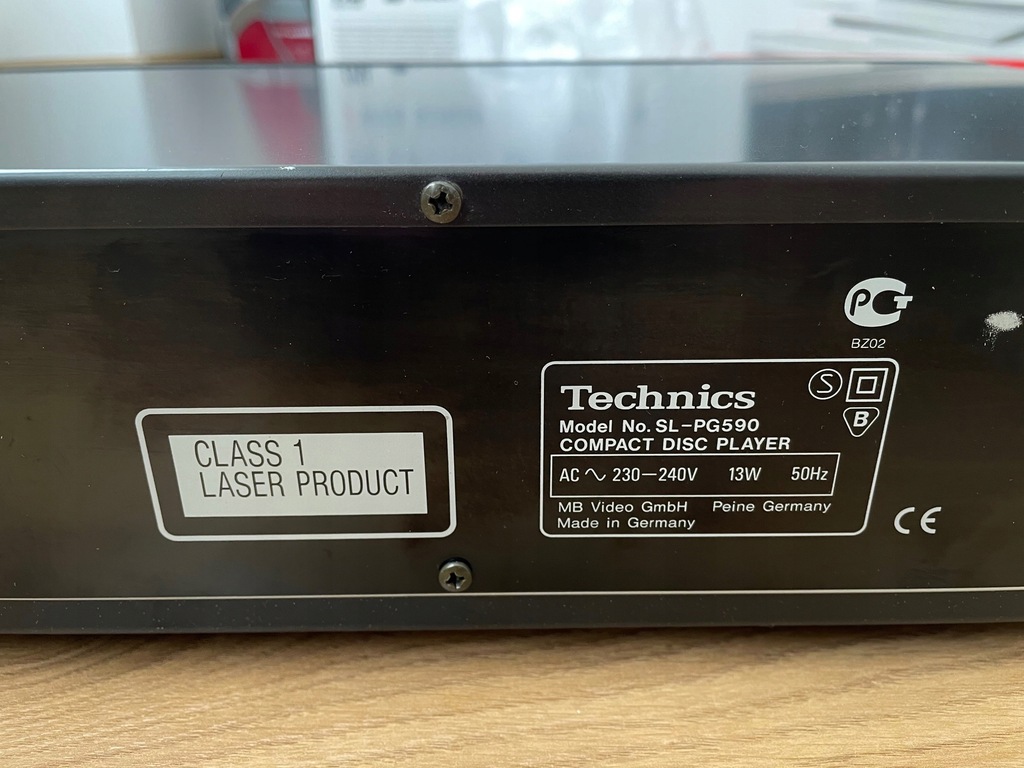 РСТ
BZ02
Technics
S
B
Model No. SL-PG590
COMPACT DISC PLAYER
AC ∿ 230-240V 13W 50Hz
MB Video GmbH Peine Germany
Made in Germany
CE
CLASS 1
LASER PRODUCT